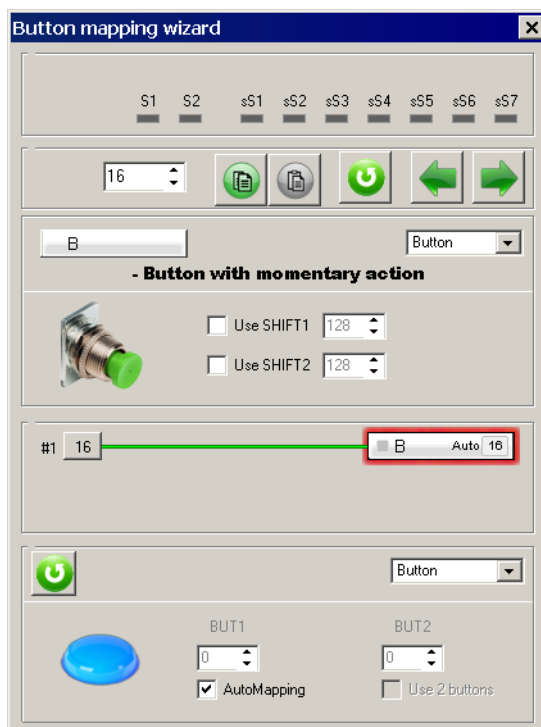 Button mapping wizard
S1 S2 sS1 sS2 sS3 sS4 sS5 sS6 sS7
16
B Button
- Button with momentary action
Use SHIFT1 128
Use SHIFT2 128
#1 16 B Auto 16
Button
BUT1 BUT2
0 0
AutoMapping Use 2 buttons